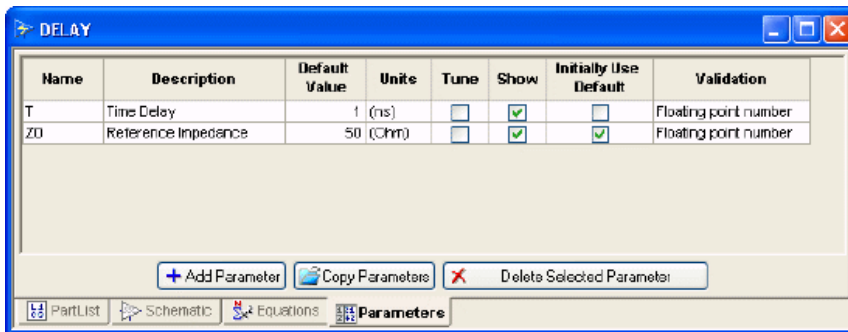 DELAY
Name Description Default Value Units Tune Show Initially Use Default Validation
T Time Delay 1 (ns) Floating point number
ZO Reference Impedance 50 (Ohm) Floating point number
Add Parameter Copy Parameters Delete Selected Parameter
PartList Schematic Equations Parameters